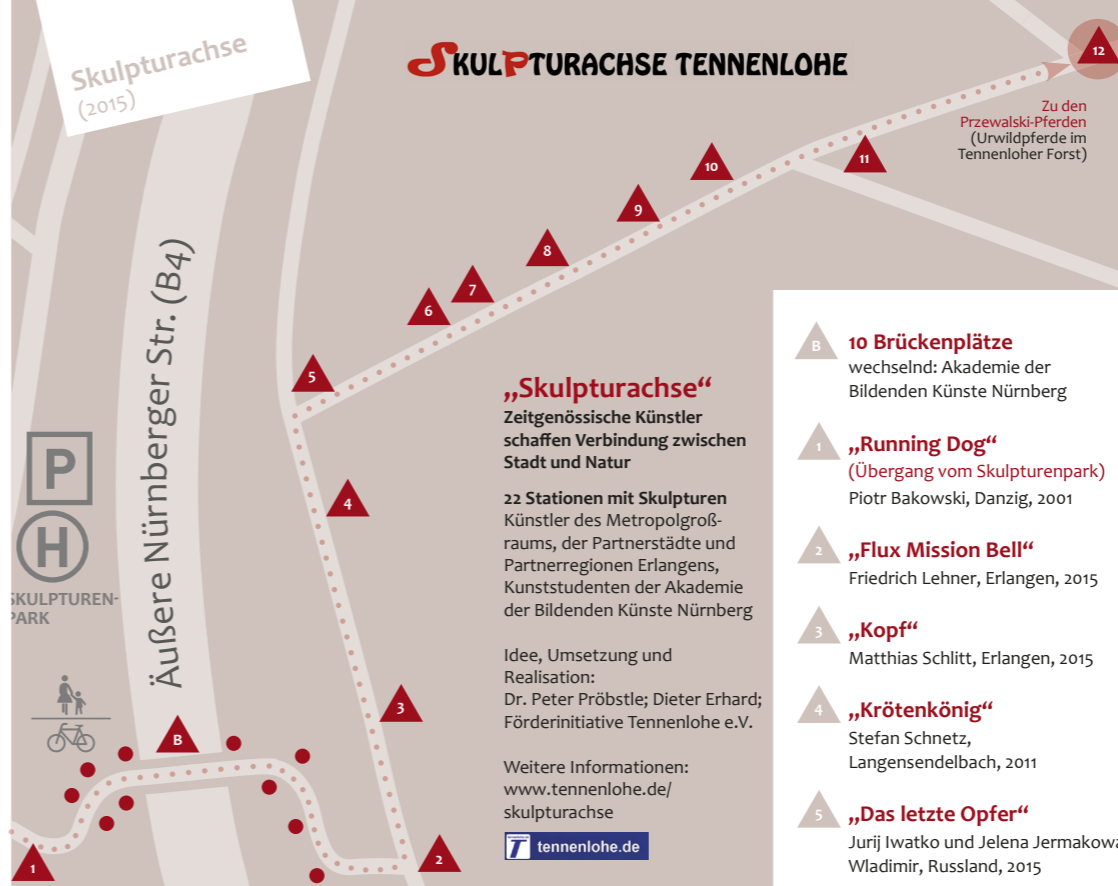 Skulpturachse
(2015)
SKULPTURACHSE TENNENLOHE
12
Zu den
Przewalski-Pferden
(Urwildpferde im
Tennenloher Forst)
11
10
9
8
7
6
5
4
3
2
B
1
Äußere Nürnberger Str. (B4)
P
H
SKULPTUREN-
PARK
„Skulpturachse“
Zeitgenössische Künstler
schaffen Verbindung zwischen
Stadt und Natur
22 Stationen mit Skulpturen
Künstler des Metropolgroß-
raums, der Partnerstädte und
Partnerregionen Erlangens,
Kunststudenten der Akademie
der Bildenden Künste Nürnberg
Idee, Umsetzung und
Realisation:
Dr. Peter Pröbstle; Dieter Erhard;
Förderinitiative Tennenlohe e.V.
Weitere Informationen:
www.tennenlohe.de/
skulpturachse
T tennenlohe.de
B 10 Brückenplätze
wechselnd: Akademie der
Bildenden Künste Nürnberg
1 „Running Dog“
(Übergang vom Skulpturenpark)
Piotr Bakowski, Danzig, 2001
2 „Flux Mission Bell“
Friedrich Lehner, Erlangen, 2015
3 „Kopf“
Matthias Schlitt, Erlangen, 2015
4 „Krötenkönig“
Stefan Schnetz,
Langensendelbach, 2011
5 „Das letzte Opfer“
Jurij Iwatko und Jelena Jermakowa
Wladimir, Russland, 2015